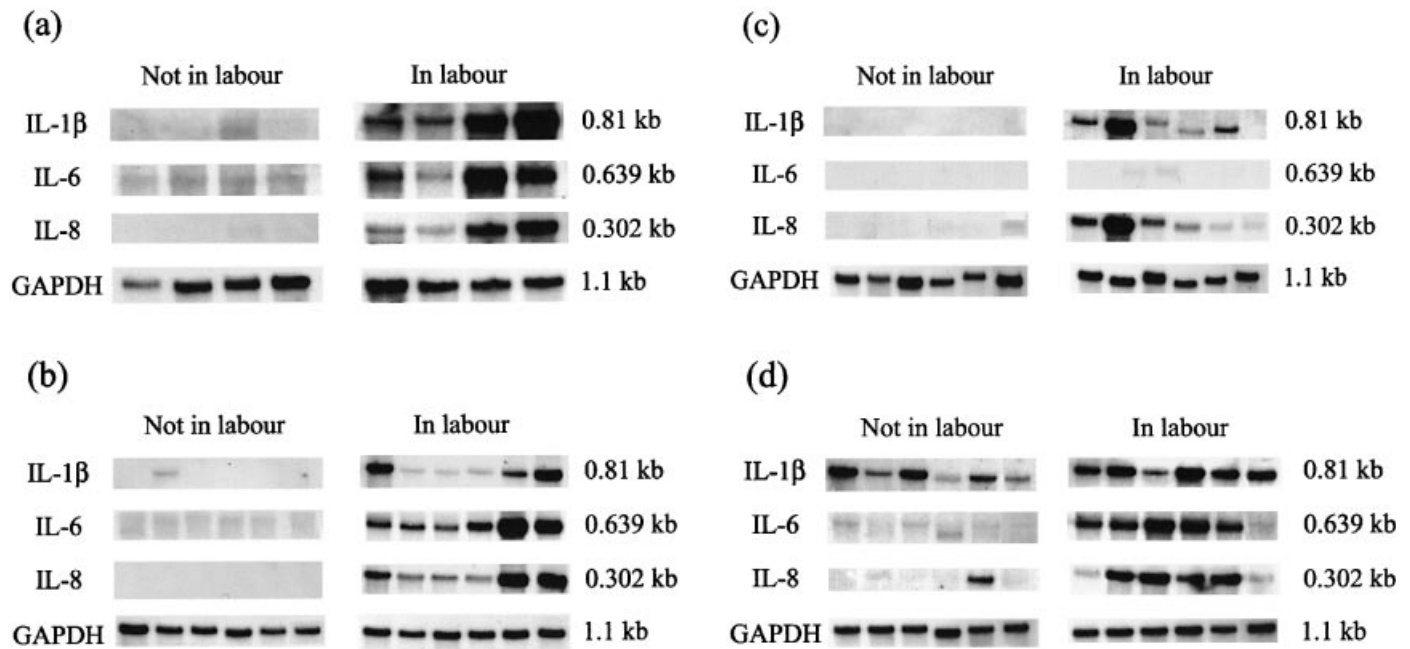 (a)
Not in labour In labour
IL-1β 0.81 kb
IL-6 0.639 kb
IL-8 0.302 kb
GAPDH 1.1 kb
(b)
Not in labour In labour
IL-1β 0.81 kb
IL-6 0.639 kb
IL-8 0.302 kb
GAPDH 1.1 kb
(c)
Not in labour In labour
IL-1β 0.81 kb
IL-6 0.639 kb
IL-8 0.302 kb
GAPDH 1.1 kb
(d)
Not in labour In labour
IL-1β 0.81 kb
IL-6 0.639 kb
IL-8 0.302 kb
GAPDH 1.1 kb